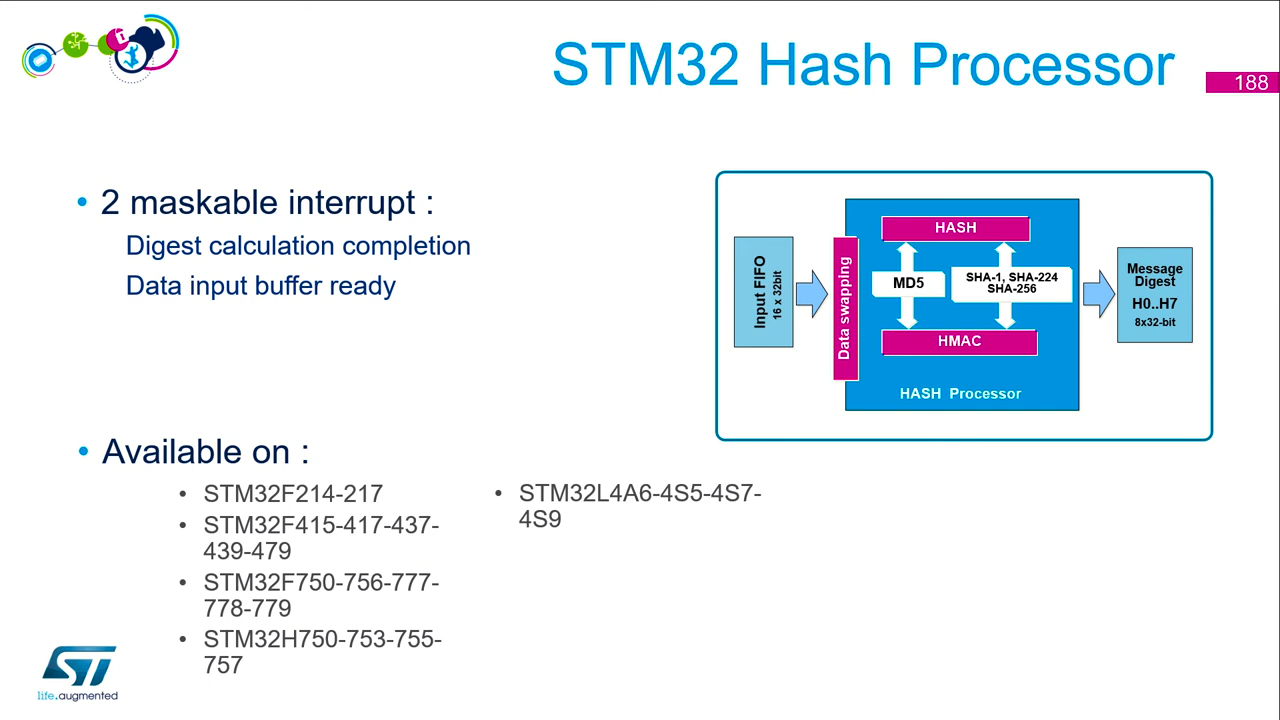 STM32 Hash Processor
188
• 2 maskable interrupt :
Digest calculation completion
Data input buffer ready
Input FIFO
16 x 32bit
Data swapping
HASH
MD5
SHA-1, SHA-224
SHA-256
HMAC
HASH Processor
Message
Digest
H0..H7
8x32-bit
• Available on :
• STM32F214-217
• STM32F415-417-437-
439-479
• STM32F750-756-777-
778-779
• STM32H750-753-755-
757
• STM32L4A6-4S5-4S7-
4S9
ST
life.augmented